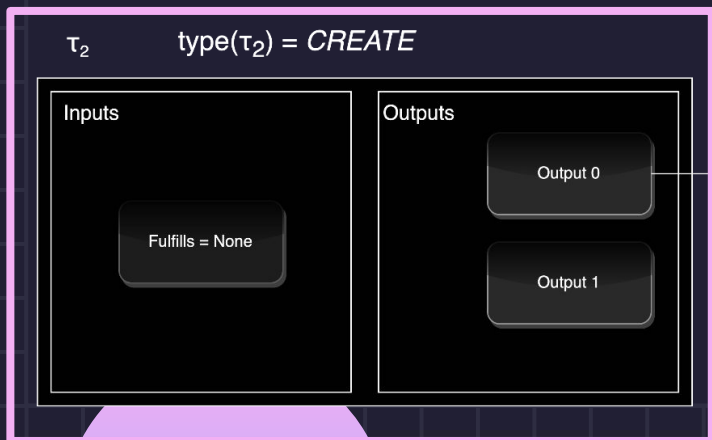 τ₂ type(τ₂) = CREATE
Inputs
Outputs
Output 0
Fulfills = None
Output 1